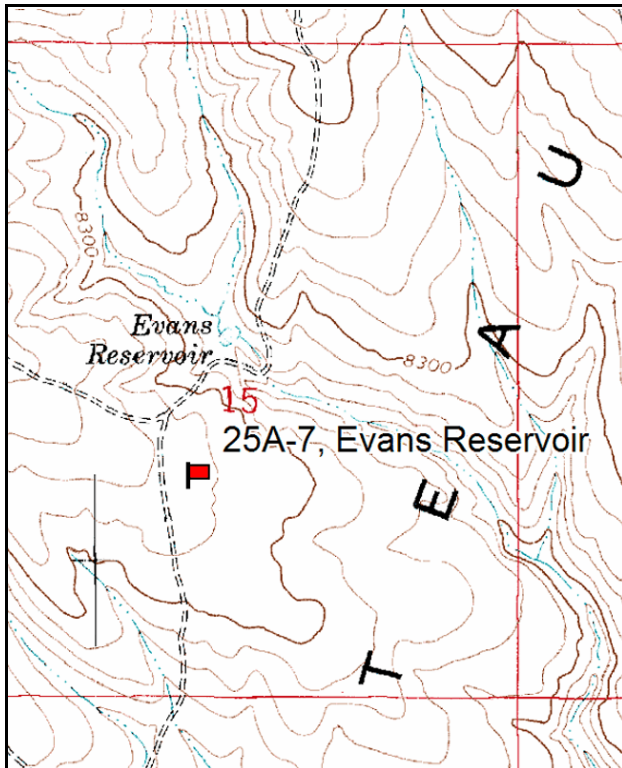 U
8300
Evans
Reservoir
A
8300
15
25A-7, Evans Reservoir
E
T